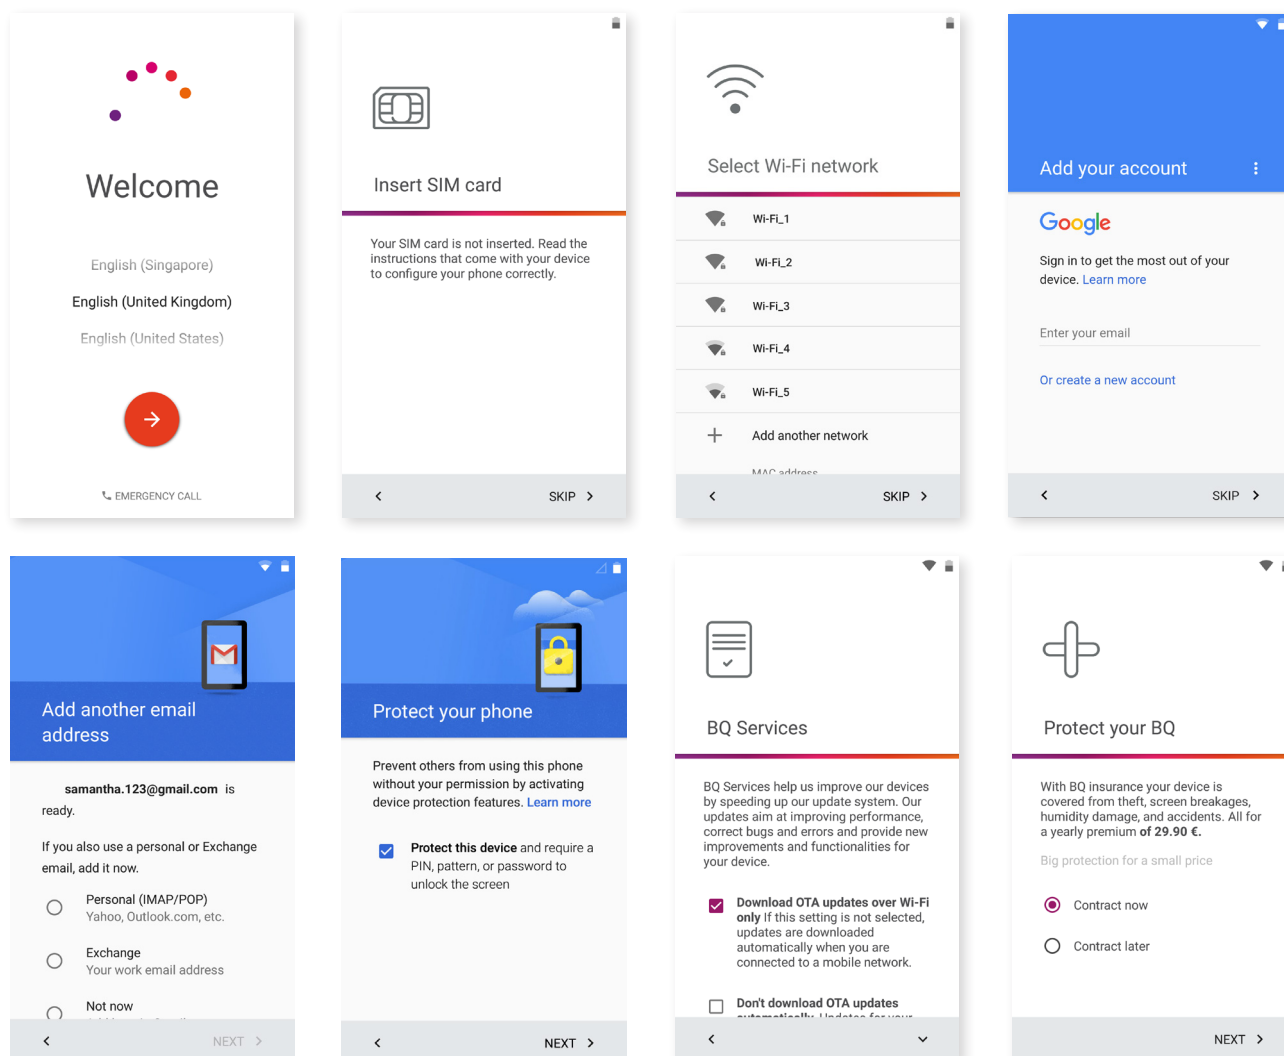 Welcome
English (Singapore)
English (United Kingdom)
English (United States)
EMERGENCY CALL
Insert SIM card
Your SIM card is not inserted. Read the
instructions that come with your device
to configure your phone correctly.
SKIP
Select Wi-Fi network
Wi-Fi_1
Wi-Fi_2
Wi-Fi_3
Wi-Fi_4
Wi-Fi_5
Add another network
MAC address
SKIP
Add your account
Google
Sign in to get the most out of your
device. Learn more
Enter your email
Or create a new account
SKIP
Add another email
address
samantha.123@gmail.com is
ready.
If you also use a personal or Exchange
email, add it now.
Personal (IMAP/POP)
Yahoo, Outlook.com, etc.
Exchange
Your work email address
Not now
NEXT
Protect your phone
Prevent others from using this phone
without your permission by activating
device protection features. Learn more
Protect this device and require a
PIN, pattern, or password to
unlock the screen
NEXT
BQ Services
BQ Services help us improve our devices
by speeding up our update system. Our
updates aim at improving performance,
correct bugs and errors and provide new
improvements and functionalities for
your device.
Download OTA updates over Wi-Fi
only If this setting is not selected,
updates are downloaded
automatically when you are
connected to a mobile network.
Don't download OTA updates
automatically. Updates for your
Protect your BQ
With BQ insurance your device is
covered from theft, screen breakages,
humidity damage, and accidents. All for
a yearly premium of 29.90 €.
Big protection for a small price
Contract now
Contract later
NEXT